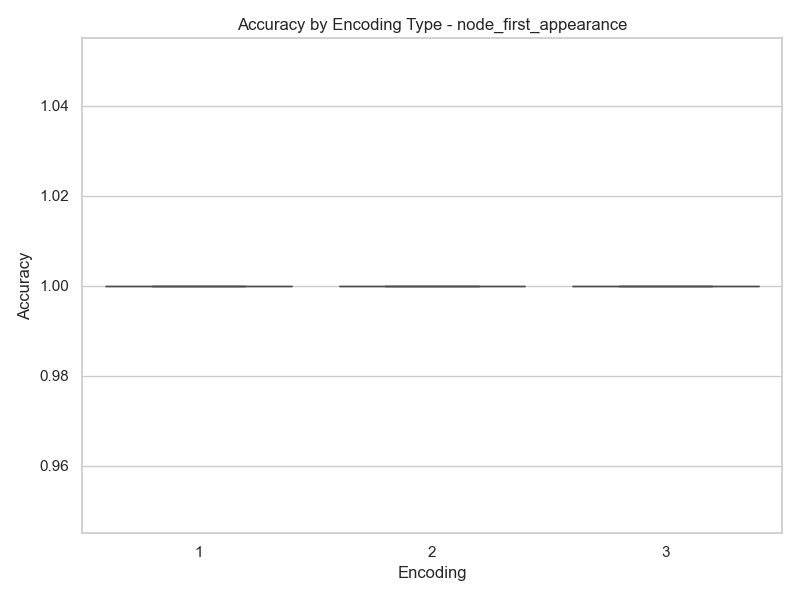 Accuracy by Encoding Type - node_first_appearance
1.04
1.02
1.00
0.98
0.96
Accuracy
1 2 3
Encoding